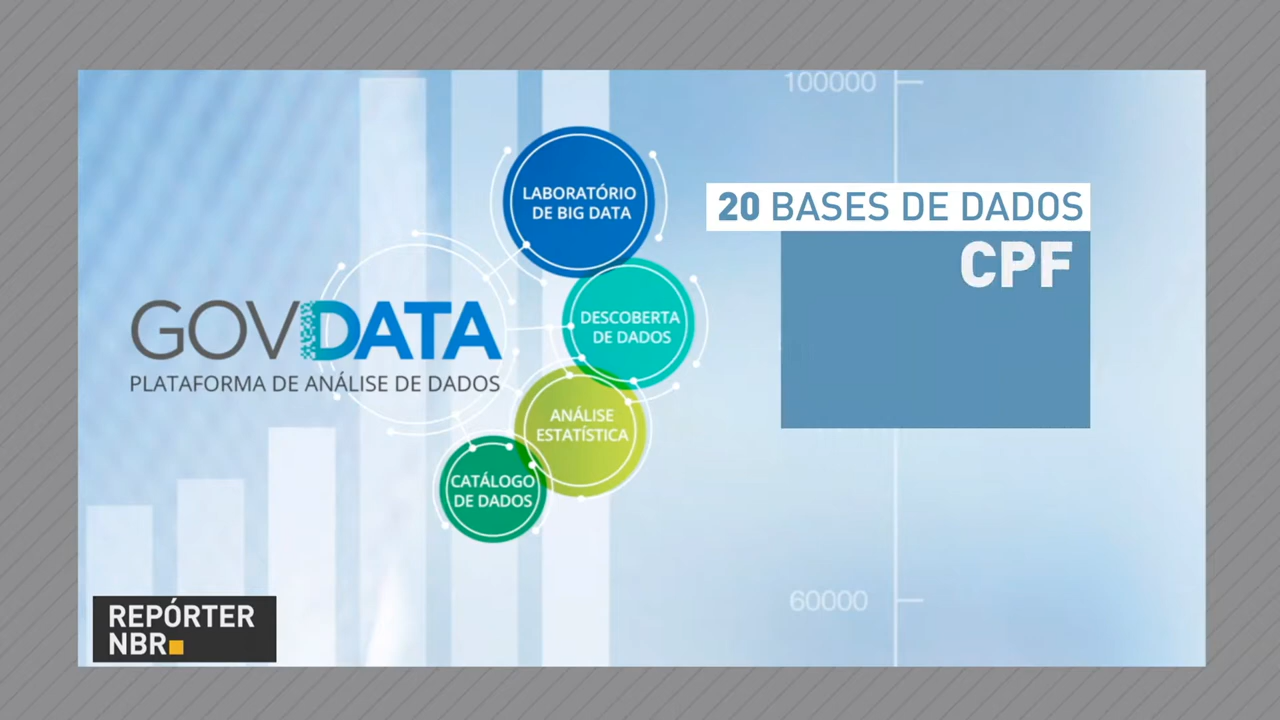 100000
LABORATÓRIO
DE BIG DATA
20 BASES DE DADOS
CPF
DESCOBERTA
DE DADOS
GOVDATA
PLATAFORMA DE ANÁLISE DE DADOS
ANÁLISE
ESTATÍSTICA
CATÁLOGO
DE DADOS
60000
REPÓRTER
NBR